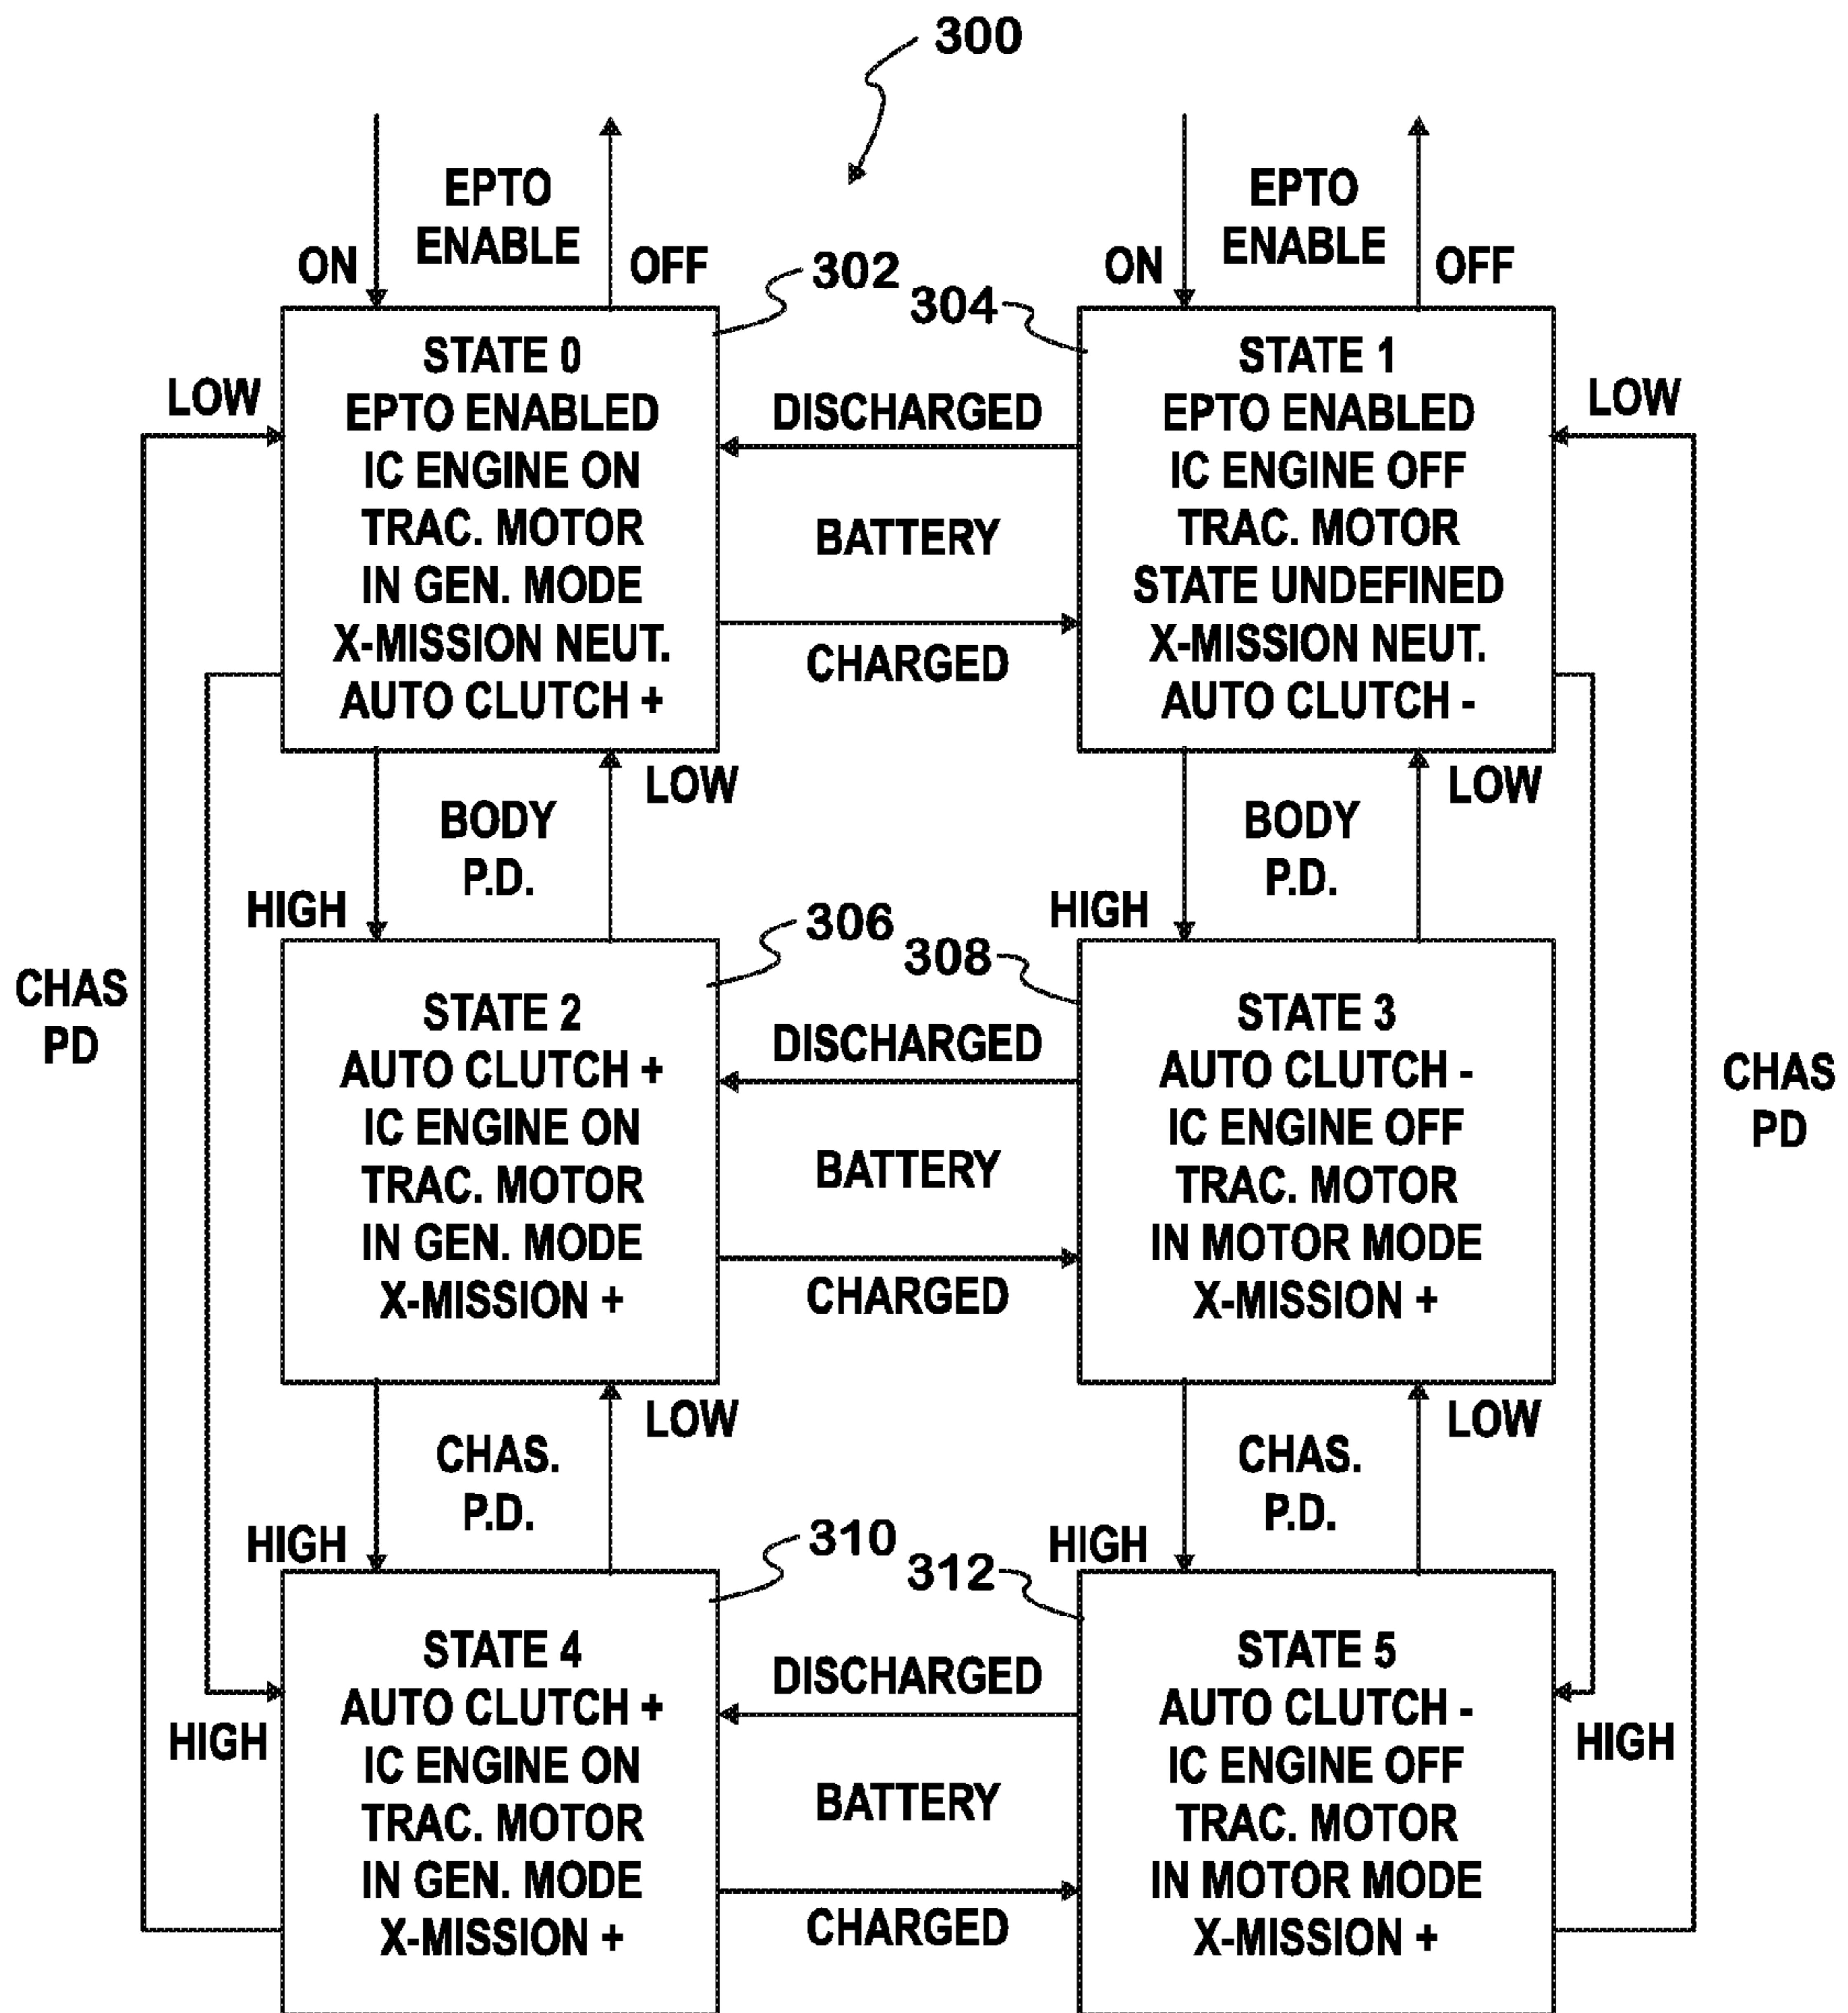 300
EPTO
ENABLE
ON
OFF
EPTO
ENABLE
ON
OFF
302
304
STATE 0
EPTO ENABLED
IC ENGINE ON
TRAC. MOTOR
IN GEN. MODE
X-MISSION NEUT.
AUTO CLUTCH +
LOW
DISCHARGED
BATTERY
CHARGED
STATE 1
EPTO ENABLED
IC ENGINE OFF
TRAC. MOTOR
STATE UNDEFINED
X-MISSION NEUT.
AUTO CLUTCH -
LOW
LOW
BODY
P.D.
HIGH
LOW
BODY
P.D.
HIGH
306
308
CHAS
PD
STATE 2
AUTO CLUTCH +
IC ENGINE ON
TRAC. MOTOR
IN GEN. MODE
X-MISSION +
DISCHARGED
BATTERY
CHARGED
STATE 3
AUTO CLUTCH -
IC ENGINE OFF
TRAC. MOTOR
IN MOTOR MODE
X-MISSION +
CHAS
PD
LOW
CHAS.
P.D.
HIGH
LOW
CHAS.
P.D.
HIGH
310
312
STATE 4
AUTO CLUTCH +
IC ENGINE ON
TRAC. MOTOR
IN GEN. MODE
X-MISSION +
HIGH
DISCHARGED
BATTERY
CHARGED
STATE 5
AUTO CLUTCH -
IC ENGINE OFF
TRAC. MOTOR
IN MOTOR MODE
X-MISSION +
HIGH